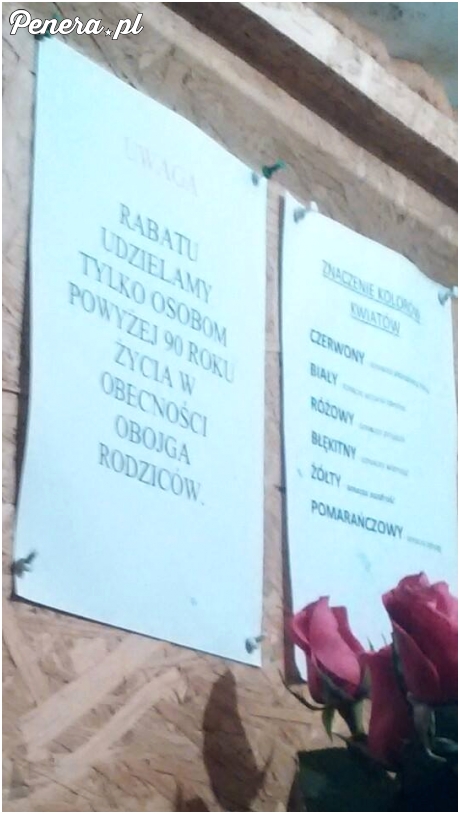 Penera.pl
UWAGA
RABATU
UDZIELAMY
TYLKO OSOBOM
POWYŻEJ 90 ROKU
ŻYCIA W
OBECNOŚCI
OBOJGA
RODZICÓW.
ZNACZENIE KOLORÓW
KWIATÓW
CZERWONY
BIAŁY
RÓŻOWY
BŁĘKITNY
ŻÓŁTY
POMARAŃCZOWY